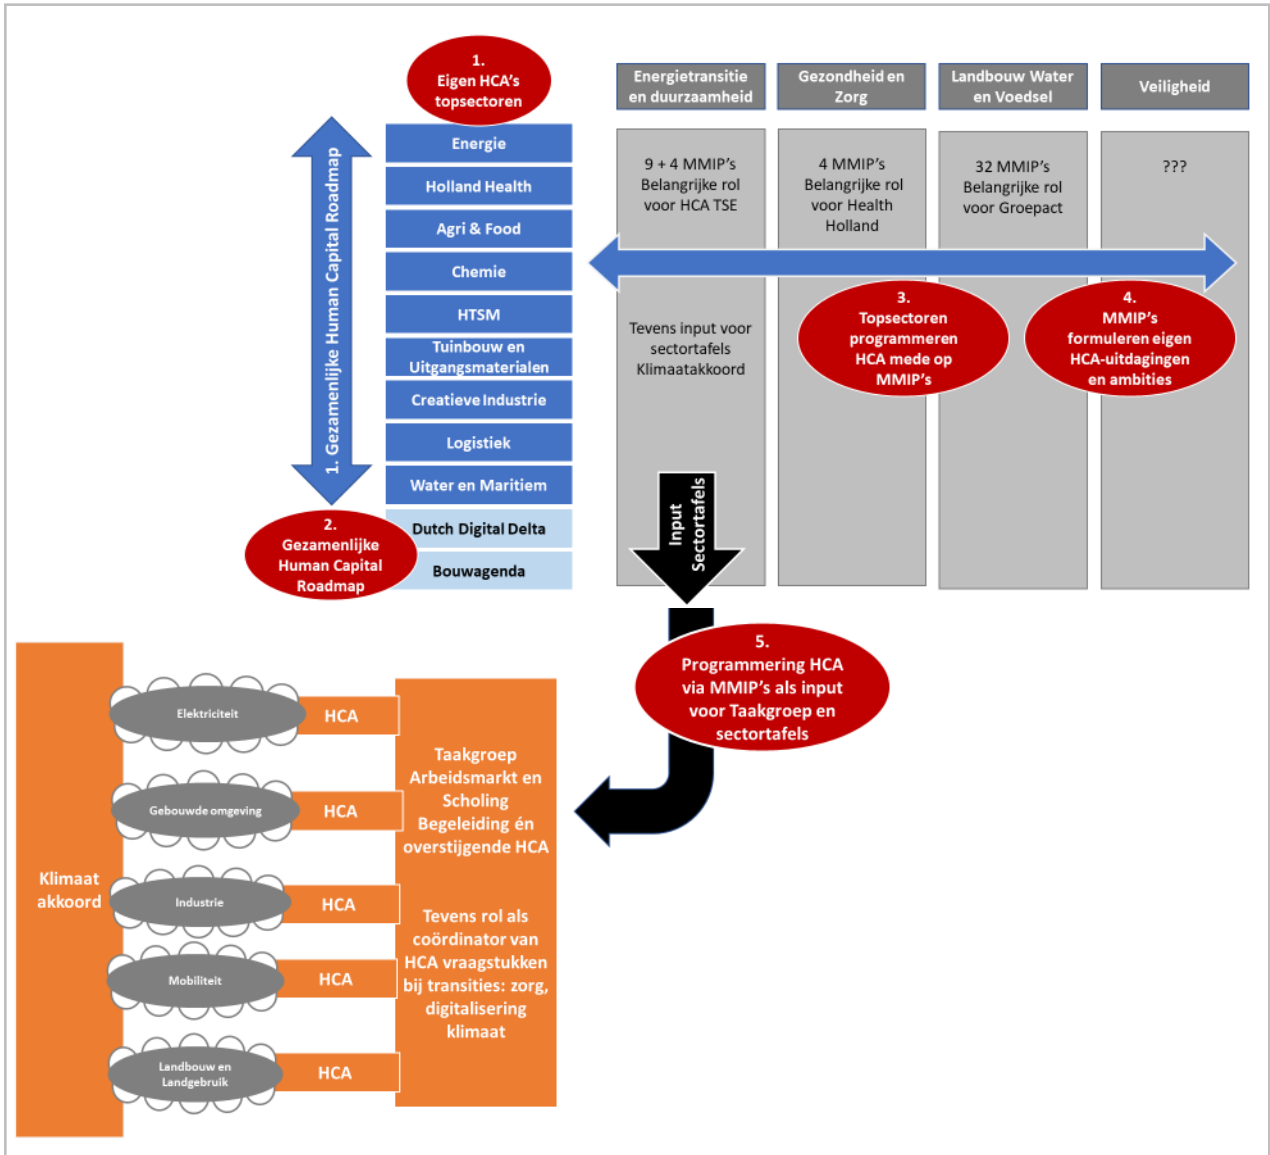 1.
Eigen HCA's
topsectoren
Energie
Holland Health
Agri & Food
Chemie
HTSM
Tuinbouw en
Uitgangsmaterialen
Creatieve Industrie
Logistiek
Water en Maritiem
Dutch Digital Delta
Bouwagenda
1. Gezamenlijke Human Capital Roadmap
2.
Gezamenlijke
Human Capital
Roadmap
Energietransitie
en duurzaamheid
9 + 4 MMIP's
Belangrijke rol
voor HCA TSE
Tevens input voor
sectortafels
Klimaatakkoord
Gezondheid en
Zorg
4 MMIP's
Belangrijke rol
voor Health
Holland
Landbouw Water
en Voedsel
32 MMIP's
Belangrijke rol
voor Groepact
Veiligheid
???
3.
Topsectoren
programmeren
HCA mede op
MMIP's
4.
MMIP's
formuleren eigen
HCA-uitdagingen
en ambities
Input
Sectortafels
5.
Programmering HCA
via MMIP's als input
voor Taakgroep en
sectortafels
Klimaat
akkoord
Elektriciteit
HCA
Gebouwde omgeving
HCA
Industrie
HCA
Mobiliteit
HCA
Landbouw en
Landgebruik
HCA
Taakgroep
Arbeidsmarkt en
Scholing
Begeleiding én
overstijgende HCA
Tevens rol als
coördinator van
HCA vraagstukken
bij transities: zorg,
digitalisering
klimaat